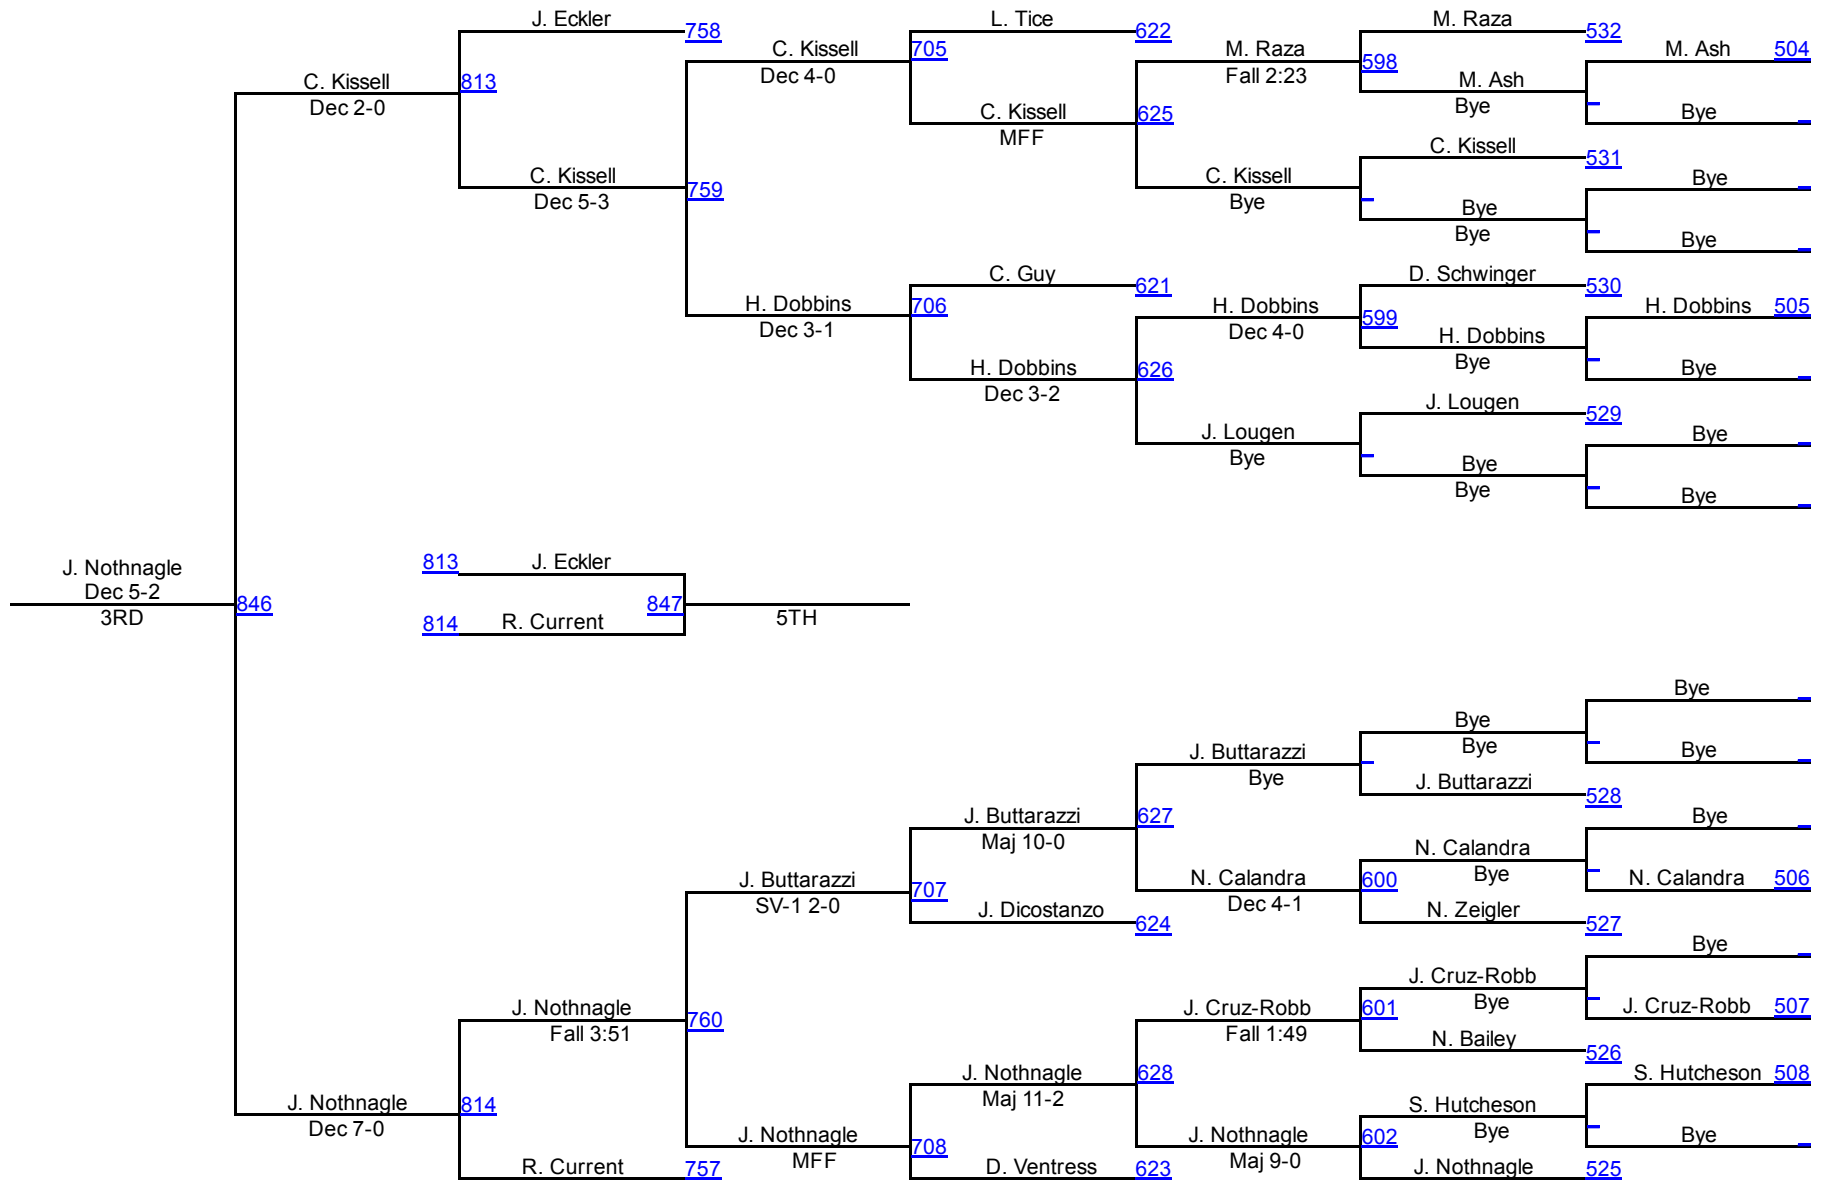 J. Eckler
758
L. Tice
622
M. Raza
532
C. Kissell
705
M. Raza
M. Ash
504
Dec 4-0
Fall 2:23
598
C. Kissell
813
M. Ash
Dec 2-0
Bye
C. Kissell
625
Bye
MFF
C. Kissell
531
C. Kissell
759
C. Kissell
Bye
Dec 5-3
Bye
Bye
Bye
Bye
C. Guy
621
D. Schwinger
530
H. Dobbins
706
H. Dobbins
H. Dobbins
505
Dec 3-1
Dec 4-0
599
H. Dobbins
Bye
H. Dobbins
626
Bye
Dec 3-2
J. Lougen
529
J. Lougen
Bye
Bye
Bye
Bye
Bye
813
J. Eckler
J. Nothnagle
Dec 5-2
846
847
3RD
5TH
814
R. Current
Bye
Bye
Bye
J. Buttarazzi
Bye
Bye
J. Buttarazzi
528
J. Buttarazzi
627
Bye
Maj 10-0
N. Calandra
Bye
J. Buttarazzi
707
N. Calandra
600
N. Calandra
506
SV-1 2-0
Dec 4-1
J. Dicostanzo
624
N. Zeigler
527
Bye
J. Cruz-Robb
Bye
J. Nothnagle
760
J. Cruz-Robb
601
J. Cruz-Robb
507
Fall 3:51
Fall 1:49
N. Bailey
526
J. Nothnagle
628
S. Hutcheson
508
Maj 11-2
J. Nothnagle
814
S. Hutcheson
Dec 7-0
Bye
J. Nothnagle
708
J. Nothnagle
602
Bye
MFF
Maj 9-0
R. Current
757
D. Ventress
623
J. Nothnagle
525